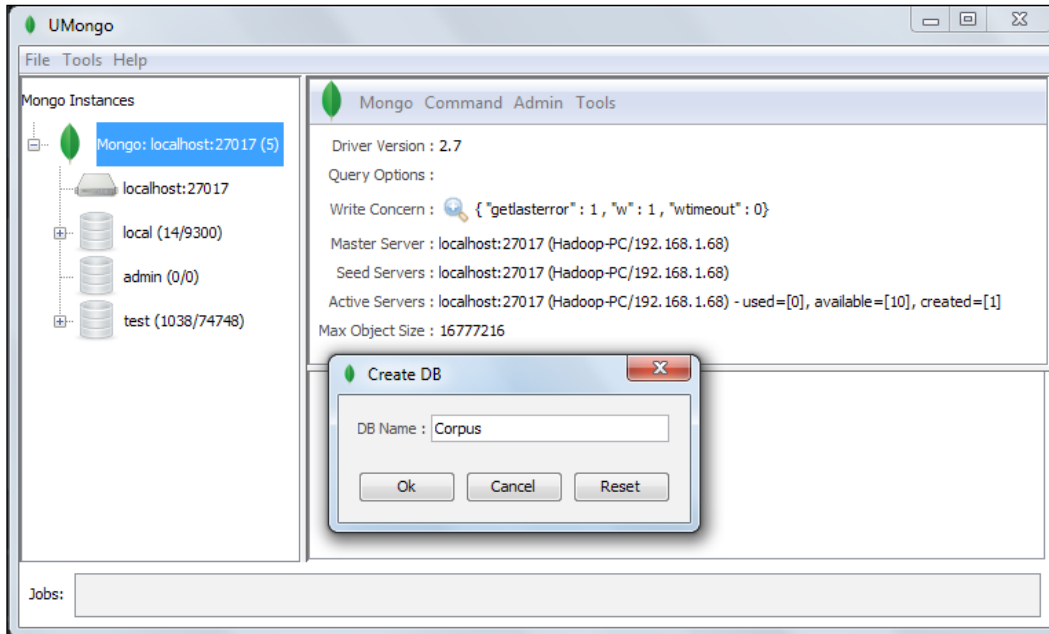 UMongo
File Tools Help
Mongo Instances
Mongo: localhost:27017 (5)
localhost:27017
local (14/9300)
admin (0/0)
test (1038/74748)
Mongo Command Admin Tools
Driver Version : 2.7
Query Options :
Write Concern : { "getlasterror" : 1 , "w" : 1 , "wtimeout" : 0}
Master Server : localhost:27017 (Hadoop-PC/192.168.1.68)
Seed Servers : localhost:27017 (Hadoop-PC/192.168.1.68)
Active Servers : localhost:27017 (Hadoop-PC/192.168.1.68) - used=[0], available=[10], created=[1]
Max Object Size : 16777216
Create DB
DB Name : Corpus
Ok Cancel Reset
Jobs: